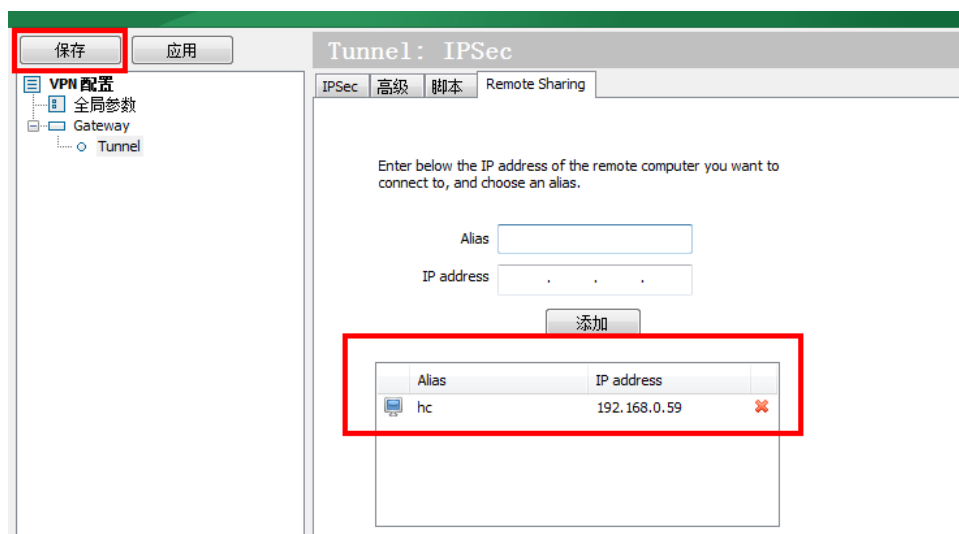 保存 应用
Tunnel: IPSec
IPSec 高级 脚本 Remote Sharing
VPN 配置
全局参数
Gateway
Tunnel
Enter below the IP address of the remote computer you want to
connect to, and choose an alias.
Alias
IP address . . .
添加
Alias IP address
hc 192.168.0.59